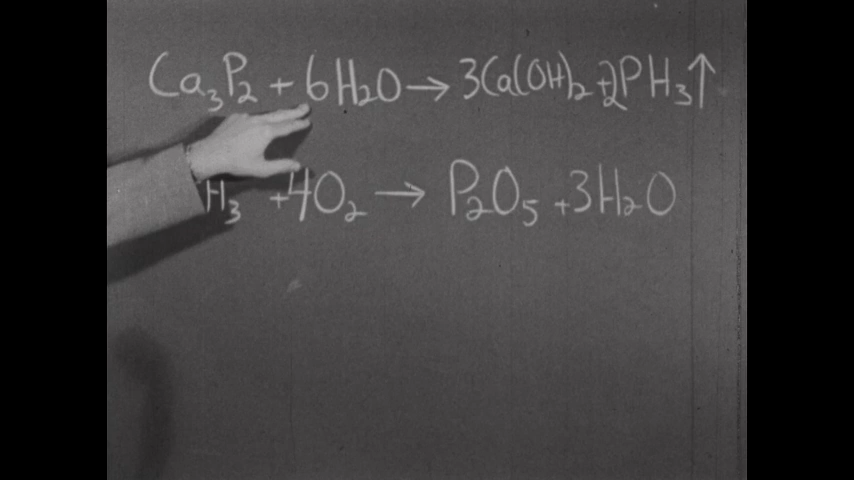 Ca₃P₂ + 6H₂O → 3Ca(OH)₂ + 2PH₃↑
H₃ + 4O₂ → P₂O₅ + 3H₂O